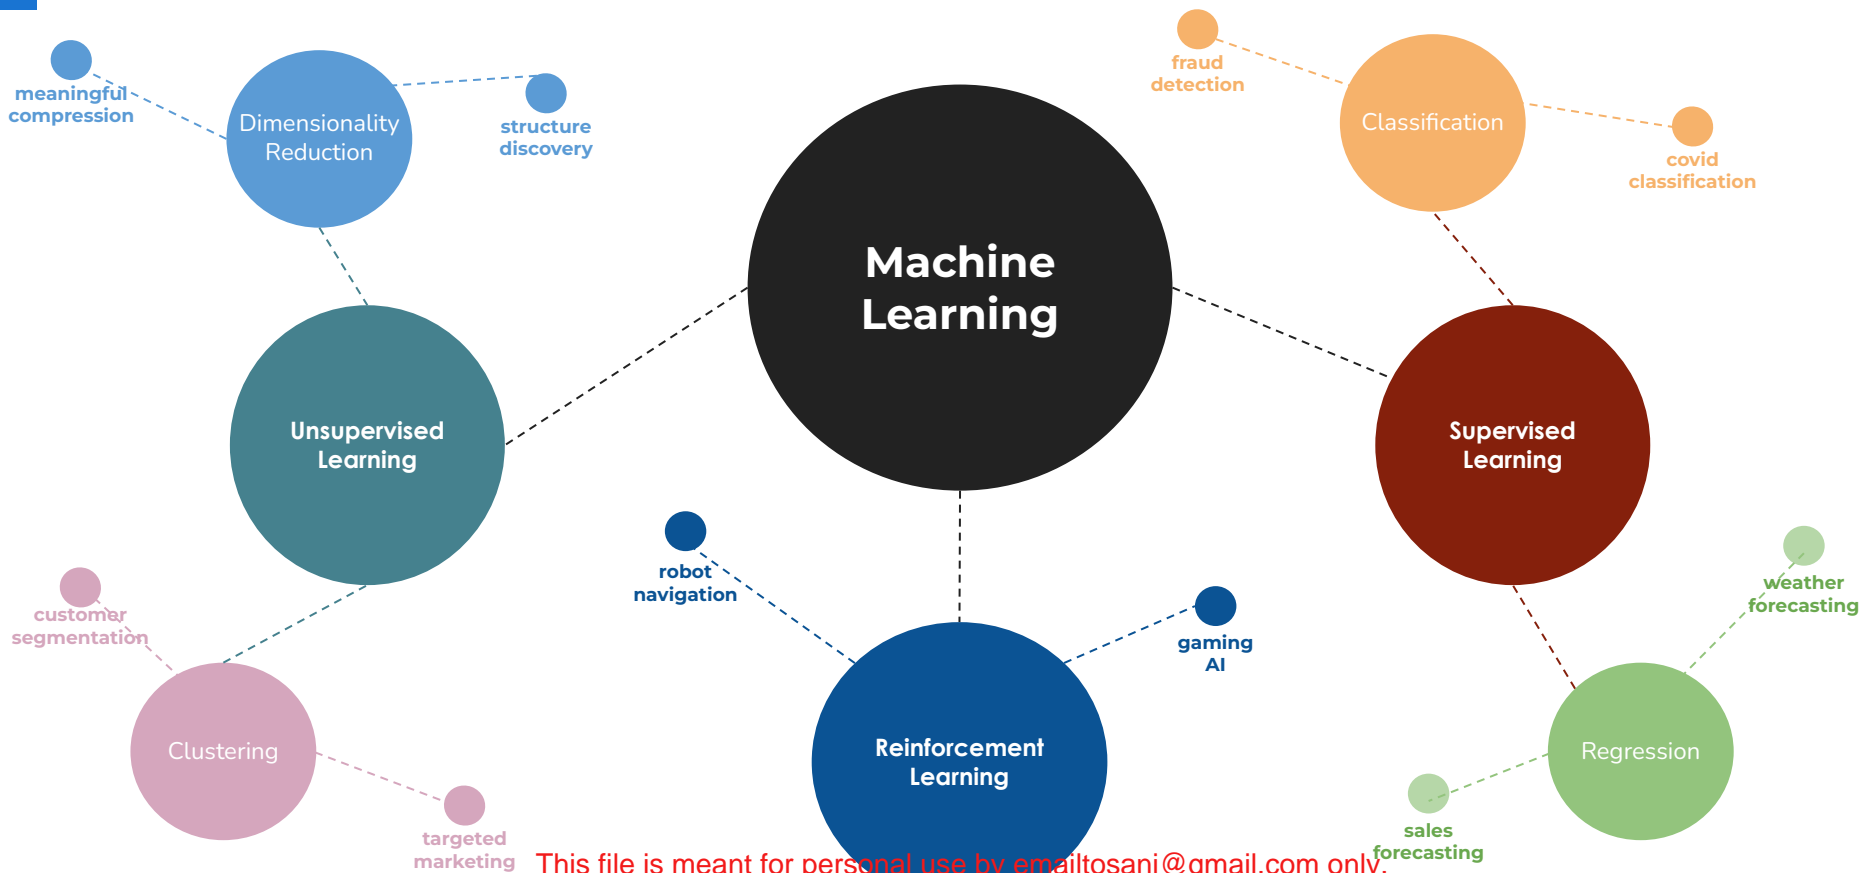 meaningful
compression
Dimensionality
Reduction
structure
discovery
Machine
Learning
fraud
detection
Classification
covid
classification
Unsupervised
Learning
Supervised
Learning
customer
segmentation
Clustering
targeted
marketing
robot
navigation
gaming
AI
Reinforcement
Learning
weather
forecasting
Regression
sales
forecasting
This file is meant for personal use by emailtosani@gmail.com only.